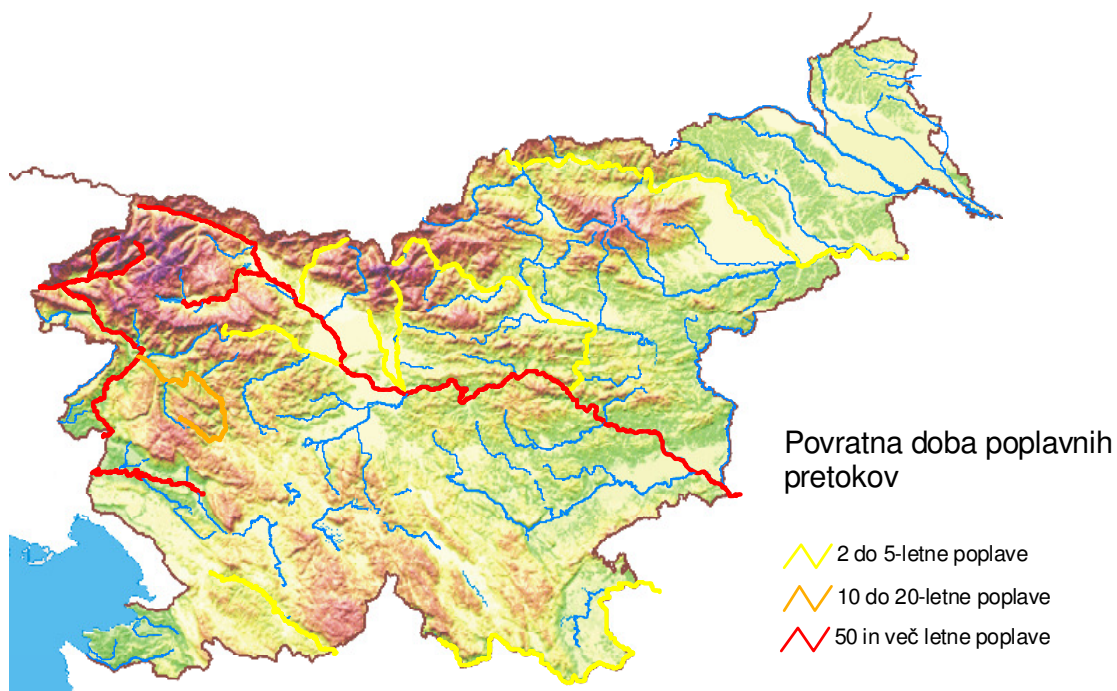 Povratna doba poplavnih
pretokov
2 do 5-letne poplave
10 do 20-letne poplave
50 in več letne poplave